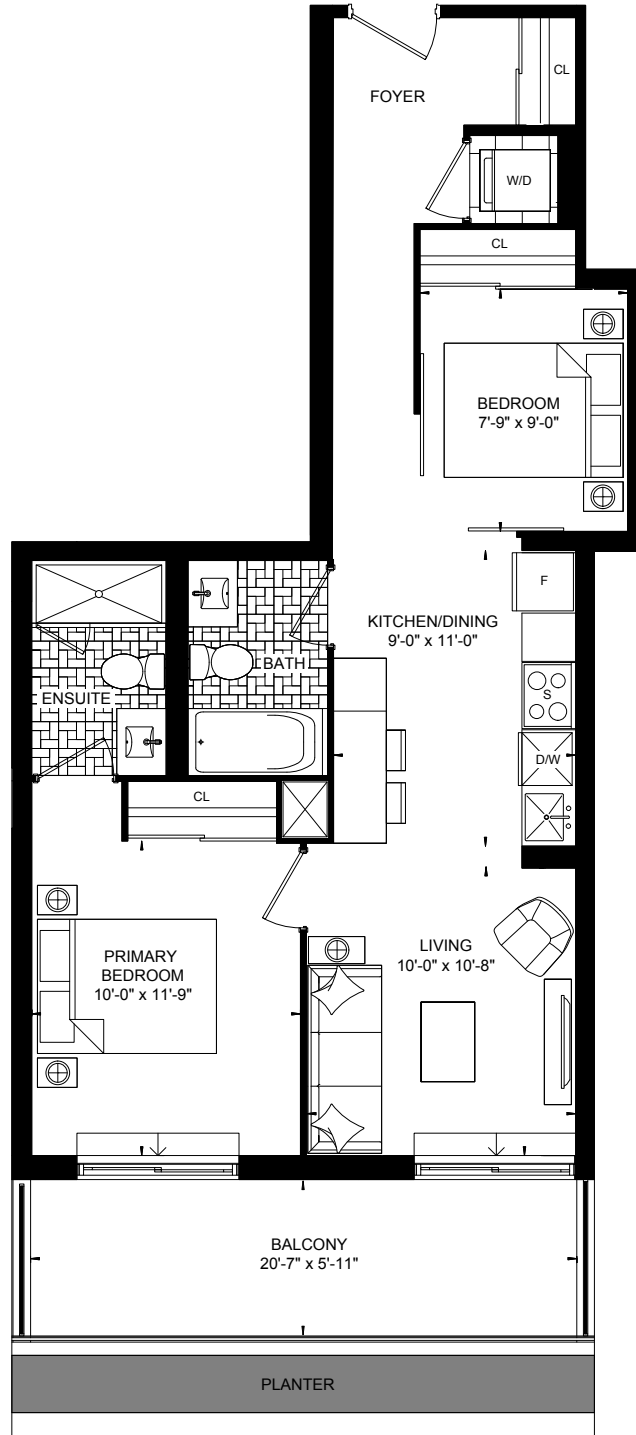 FOYER
CL
W/D
CL
BEDROOM
7'-9" x 9'-0"
F
KITCHEN/DINING
9'-0" x 11'-0"
BATH
ENSUITE
S
D/W
CL
LIVING
10'-0" x 10'-8"
PRIMARY
BEDROOM
10'-0" x 11'-9"
BALCONY
20'-7" x 5'-11"
PLANTER